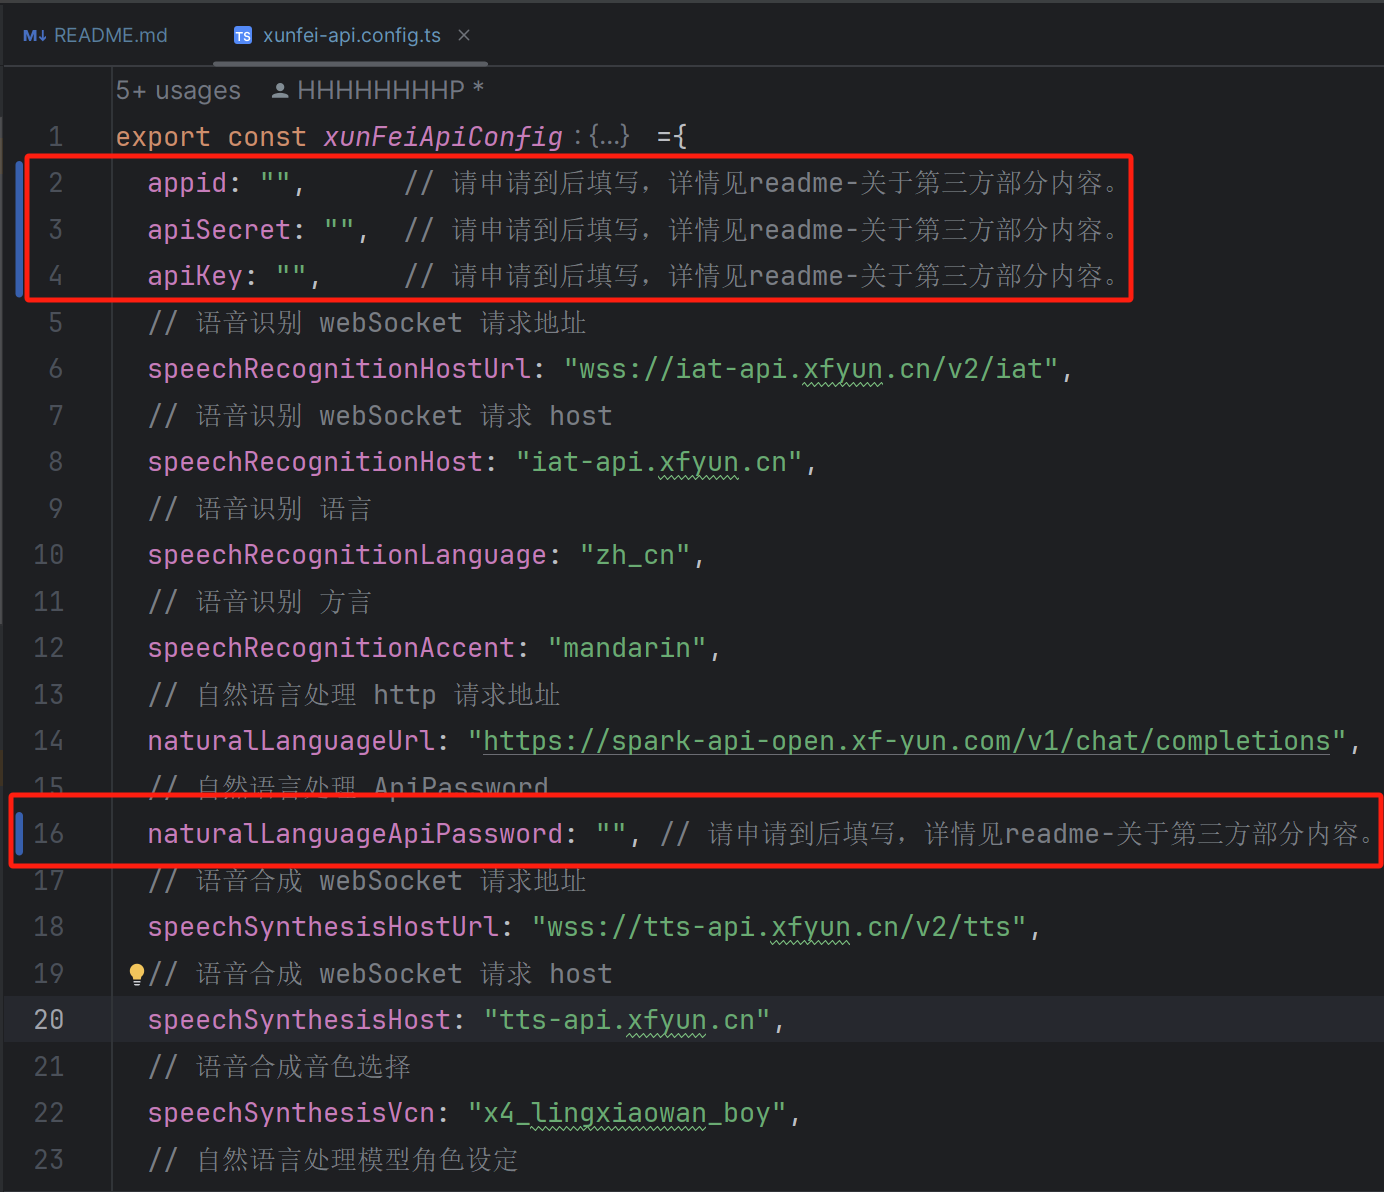 README.md
xunfei-api.config.ts
5+ usages HHHHHHHHHP *
1 export const xunFeiApiConfig : {...} ={
2 appid: "", // 请申请到后填写，详情见readme-关于第三方部分内容。
3 apiSecret: "", // 请申请到后填写，详情见readme-关于第三方部分内容。
4 apiKey: "", // 请申请到后填写，详情见readme-关于第三方部分内容。
5 // 语音识别 webSocket 请求地址
6 speechRecognitionHostUrl: "wss://iat-api.xfyun.cn/v2/iat",
7 // 语音识别 webSocket 请求 host
8 speechRecognitionHost: "iat-api.xfyun.cn",
9 // 语音识别 语言
10 speechRecognitionLanguage: "zh_cn",
11 // 语音识别 方言
12 speechRecognitionAccent: "mandarin",
13 // 自然语言处理 http 请求地址
14 naturalLanguageUrl: "https://spark-api-open.xf-yun.com/v1/chat/completions",
15 // 自然语言处理 ApiPassword
16 naturalLanguageApiPassword: "", // 请申请到后填写，详情见readme-关于第三方部分内容。
17 // 语音合成 webSocket 请求地址
18 speechSynthesisHostUrl: "wss://tts-api.xfyun.cn/v2/tts",
19 // 语音合成 webSocket 请求 host
20 speechSynthesisHost: "tts-api.xfyun.cn",
21 // 语音合成音色选择
22 speechSynthesisVcn: "x4_lingxiaowan_boy",
23 // 自然语言处理模型角色设定